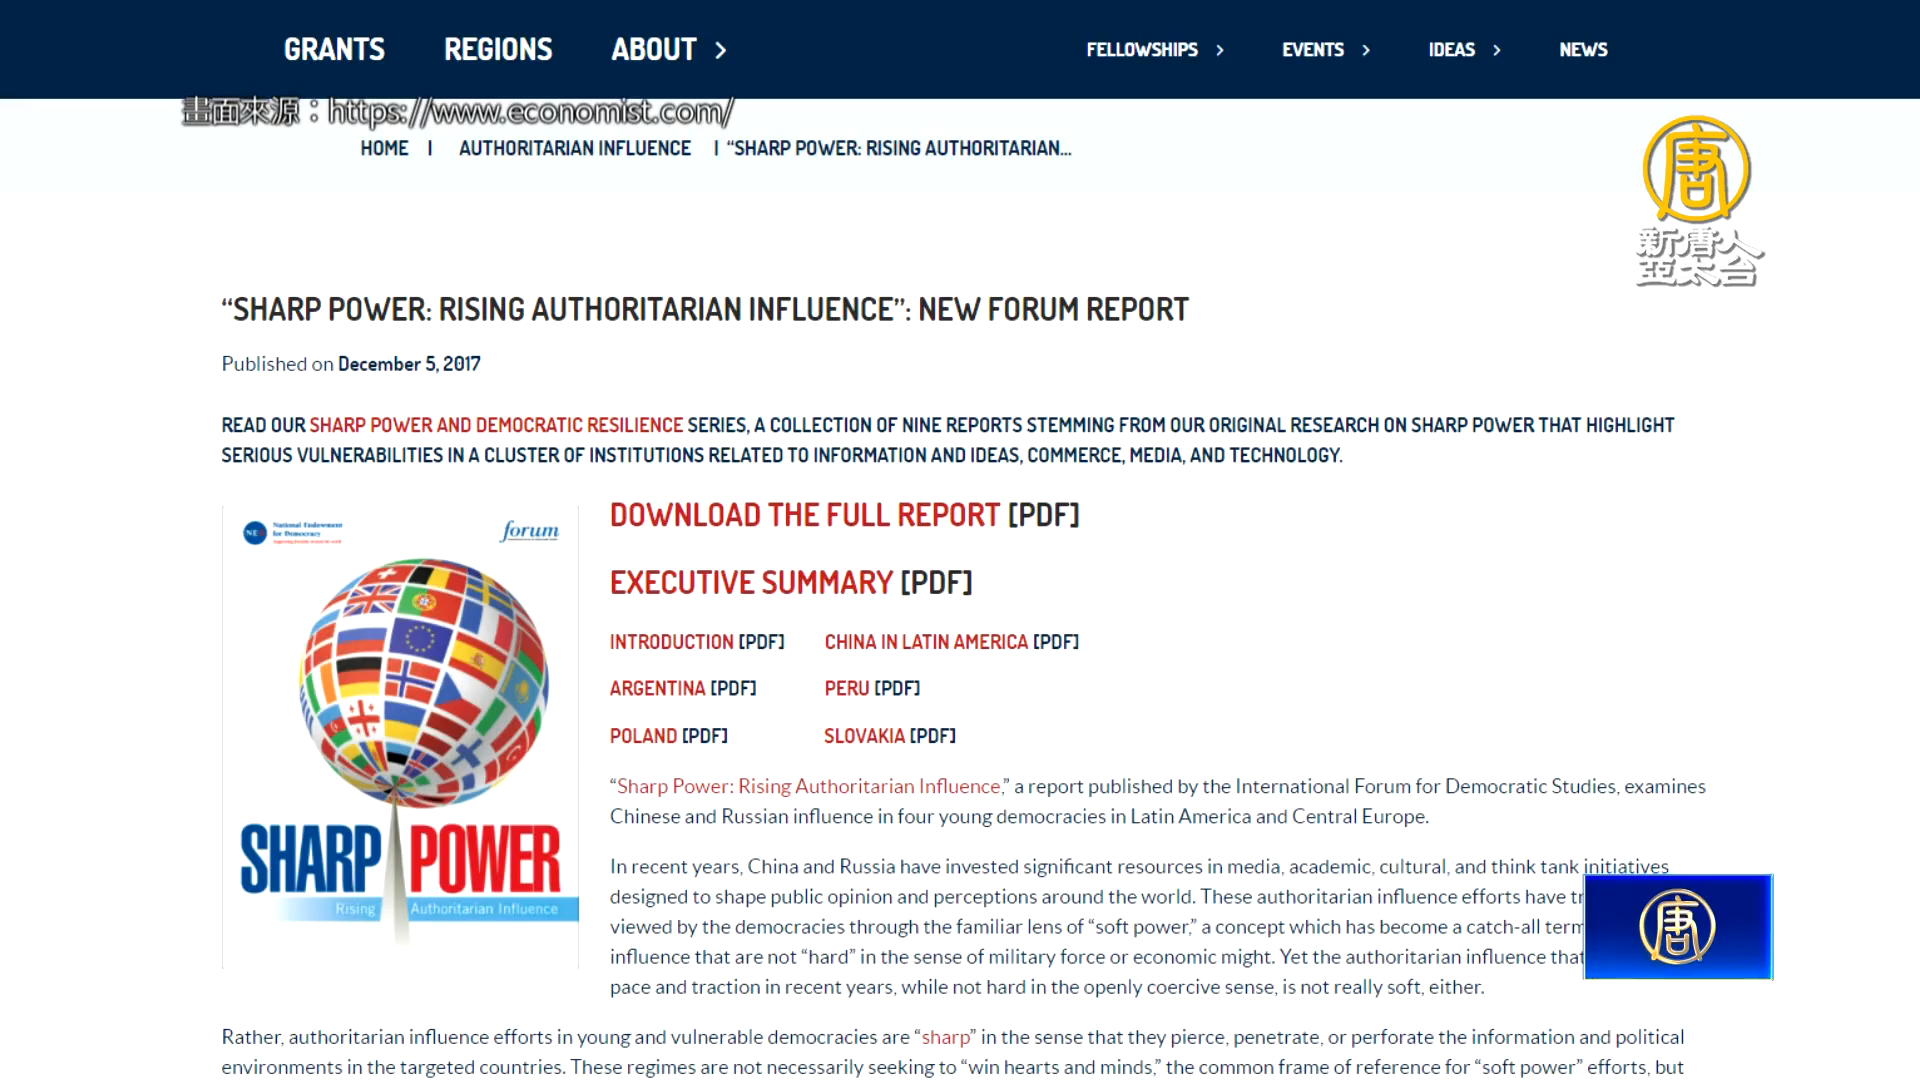 GRANTS REGIONS ABOUT FELLOWSHIPS EVENTS IDEAS NEWS
畫面來源：https://www.economist.com/
HOME | AUTHORITARIAN INFLUENCE | “SHARP POWER: RISING AUTHORITARIAN...
唐
新唐人
亞太台
“SHARP POWER: RISING AUTHORITARIAN INFLUENCE”: NEW FORUM REPORT
Published on December 5, 2017
READ OUR SHARP POWER AND DEMOCRATIC RESILIENCE SERIES, A COLLECTION OF NINE REPORTS STEMMING FROM OUR ORIGINAL RESEARCH ON SHARP POWER THAT HIGHLIGHT
SERIOUS VULNERABILITIES IN A CLUSTER OF INSTITUTIONS RELATED TO INFORMATION AND IDEAS, COMMERCE, MEDIA, AND TECHNOLOGY.
National Endowment
for Democracy
Supporting freedom around the world
forum
SHARP POWER
Rising Authoritarian Influence
DOWNLOAD THE FULL REPORT [PDF]
EXECUTIVE SUMMARY [PDF]
INTRODUCTION [PDF] CHINA IN LATIN AMERICA [PDF]
ARGENTINA [PDF] PERU [PDF]
POLAND [PDF] SLOVAKIA [PDF]
“Sharp Power: Rising Authoritarian Influence,” a report published by the International Forum for Democratic Studies, examines
Chinese and Russian influence in four young democracies in Latin America and Central Europe.
In recent years, China and Russia have invested significant resources in media, academic, cultural, and think tank initiatives
designed to shape public opinion and perceptions around the world. These authoritarian influence efforts have
viewed by the democracies through the familiar lens of “soft power,” a concept which has become a catch-all term
influence that are not “hard” in the sense of military force or economic might. Yet the authoritarian influence that
pace and traction in recent years, while not hard in the openly coercive sense, is not really soft, either.
唐
Rather, authoritarian influence efforts in young and vulnerable democracies are “sharp” in the sense that they pierce, penetrate, or perforate the information and political
environments in the targeted countries. These regimes are not necessarily seeking to “win hearts and minds,” the common frame of reference for “soft power” efforts, but